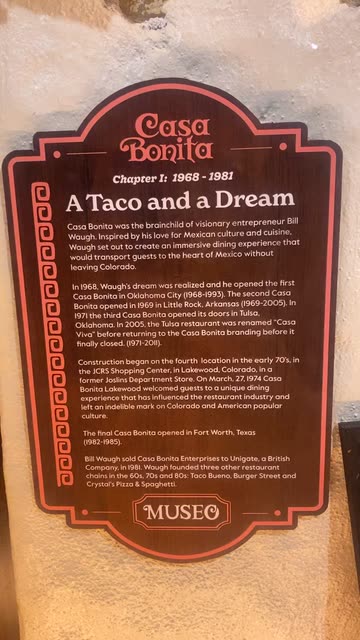 Casa
Bonita
Chapter I: 1968 - 1981
A Taco and a Dream
Casa Bonita was the brainchild of visionary entrepreneur Bill
Waugh. Inspired by his love for Mexican culture and cuisine,
Waugh set out to create an immersive dining experience that
would transport guests to the heart of Mexico without
leaving Colorado.
In 1968, Waugh's dream was realized and he opened the first
Casa Bonita in Oklahoma City (1968-1993). The second Casa
Bonita opened in 1969 in Little Rock, Arkansas (1969-2005). In
1971 the third Casa Bonita opened its doors in Tulsa,
Oklahoma. In 2005, the Tulsa restaurant was renamed "Casa
Viva" before returning to the Casa Bonita branding before it
finally closed. (1971-2011).
Construction began on the fourth location in the early 70's, in
the JCRS Shopping Center, in Lakewood, Colorado, in a
former Joslins Department Store. On March, 27, 1974 Casa
Bonita Lakewood welcomed guests to a unique dining
experience that has influenced the restaurant industry and
left an indelible mark on Colorado and American popular
culture.
The final Casa Bonita opened in Fort Worth, Texas
(1982-1985).
Bill Waugh sold Casa Bonita Enterprises to Unigate, a British
Company, in 1981. Waugh founded three other restaurant
chains in the 60s, 70s and 80s: Taco Bueno, Burger Street and
Crystal's Pizza & Spaghetti.
MUSEO